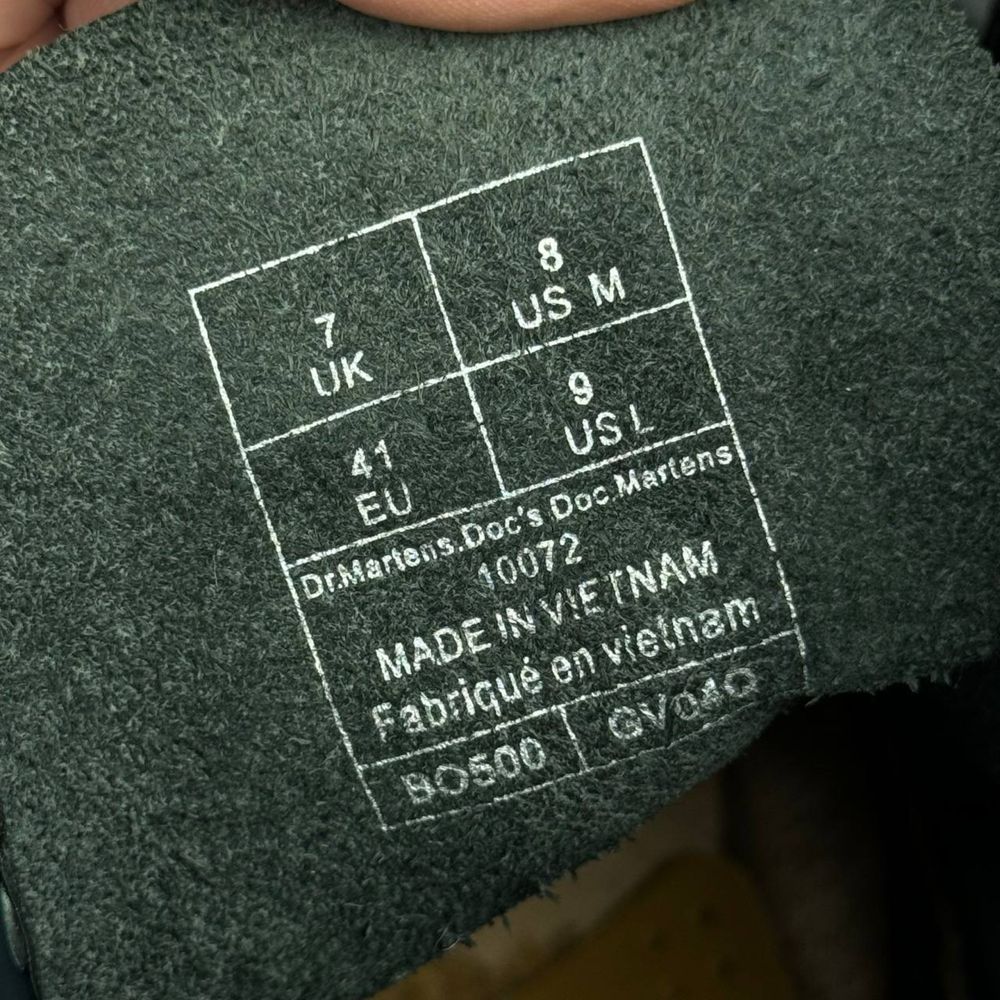 7
UK
8
US M
41
EU
9
US L
Dr.Martens.Doc's Doc.Martens
10072
MADE IN VIETNAM
Fabriqué en vietnam
BO500
GV04Q